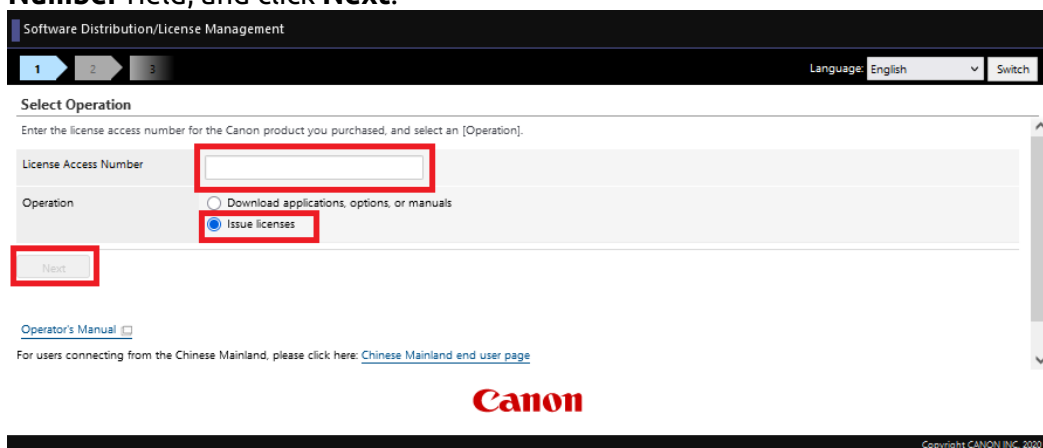 Number field, and click Next.
Software Distribution/License Management
1 2 3 Language: English Switch
Select Operation
Enter the license access number for the Canon product you purchased, and select an [Operation].
License Access Number
Operation Download applications, options, or manuals
Issue licenses
Next
Operator's Manual
For users connecting from the Chinese Mainland, please click here: Chinese Mainland end user page
Canon
Copyright CANON INC. 2020